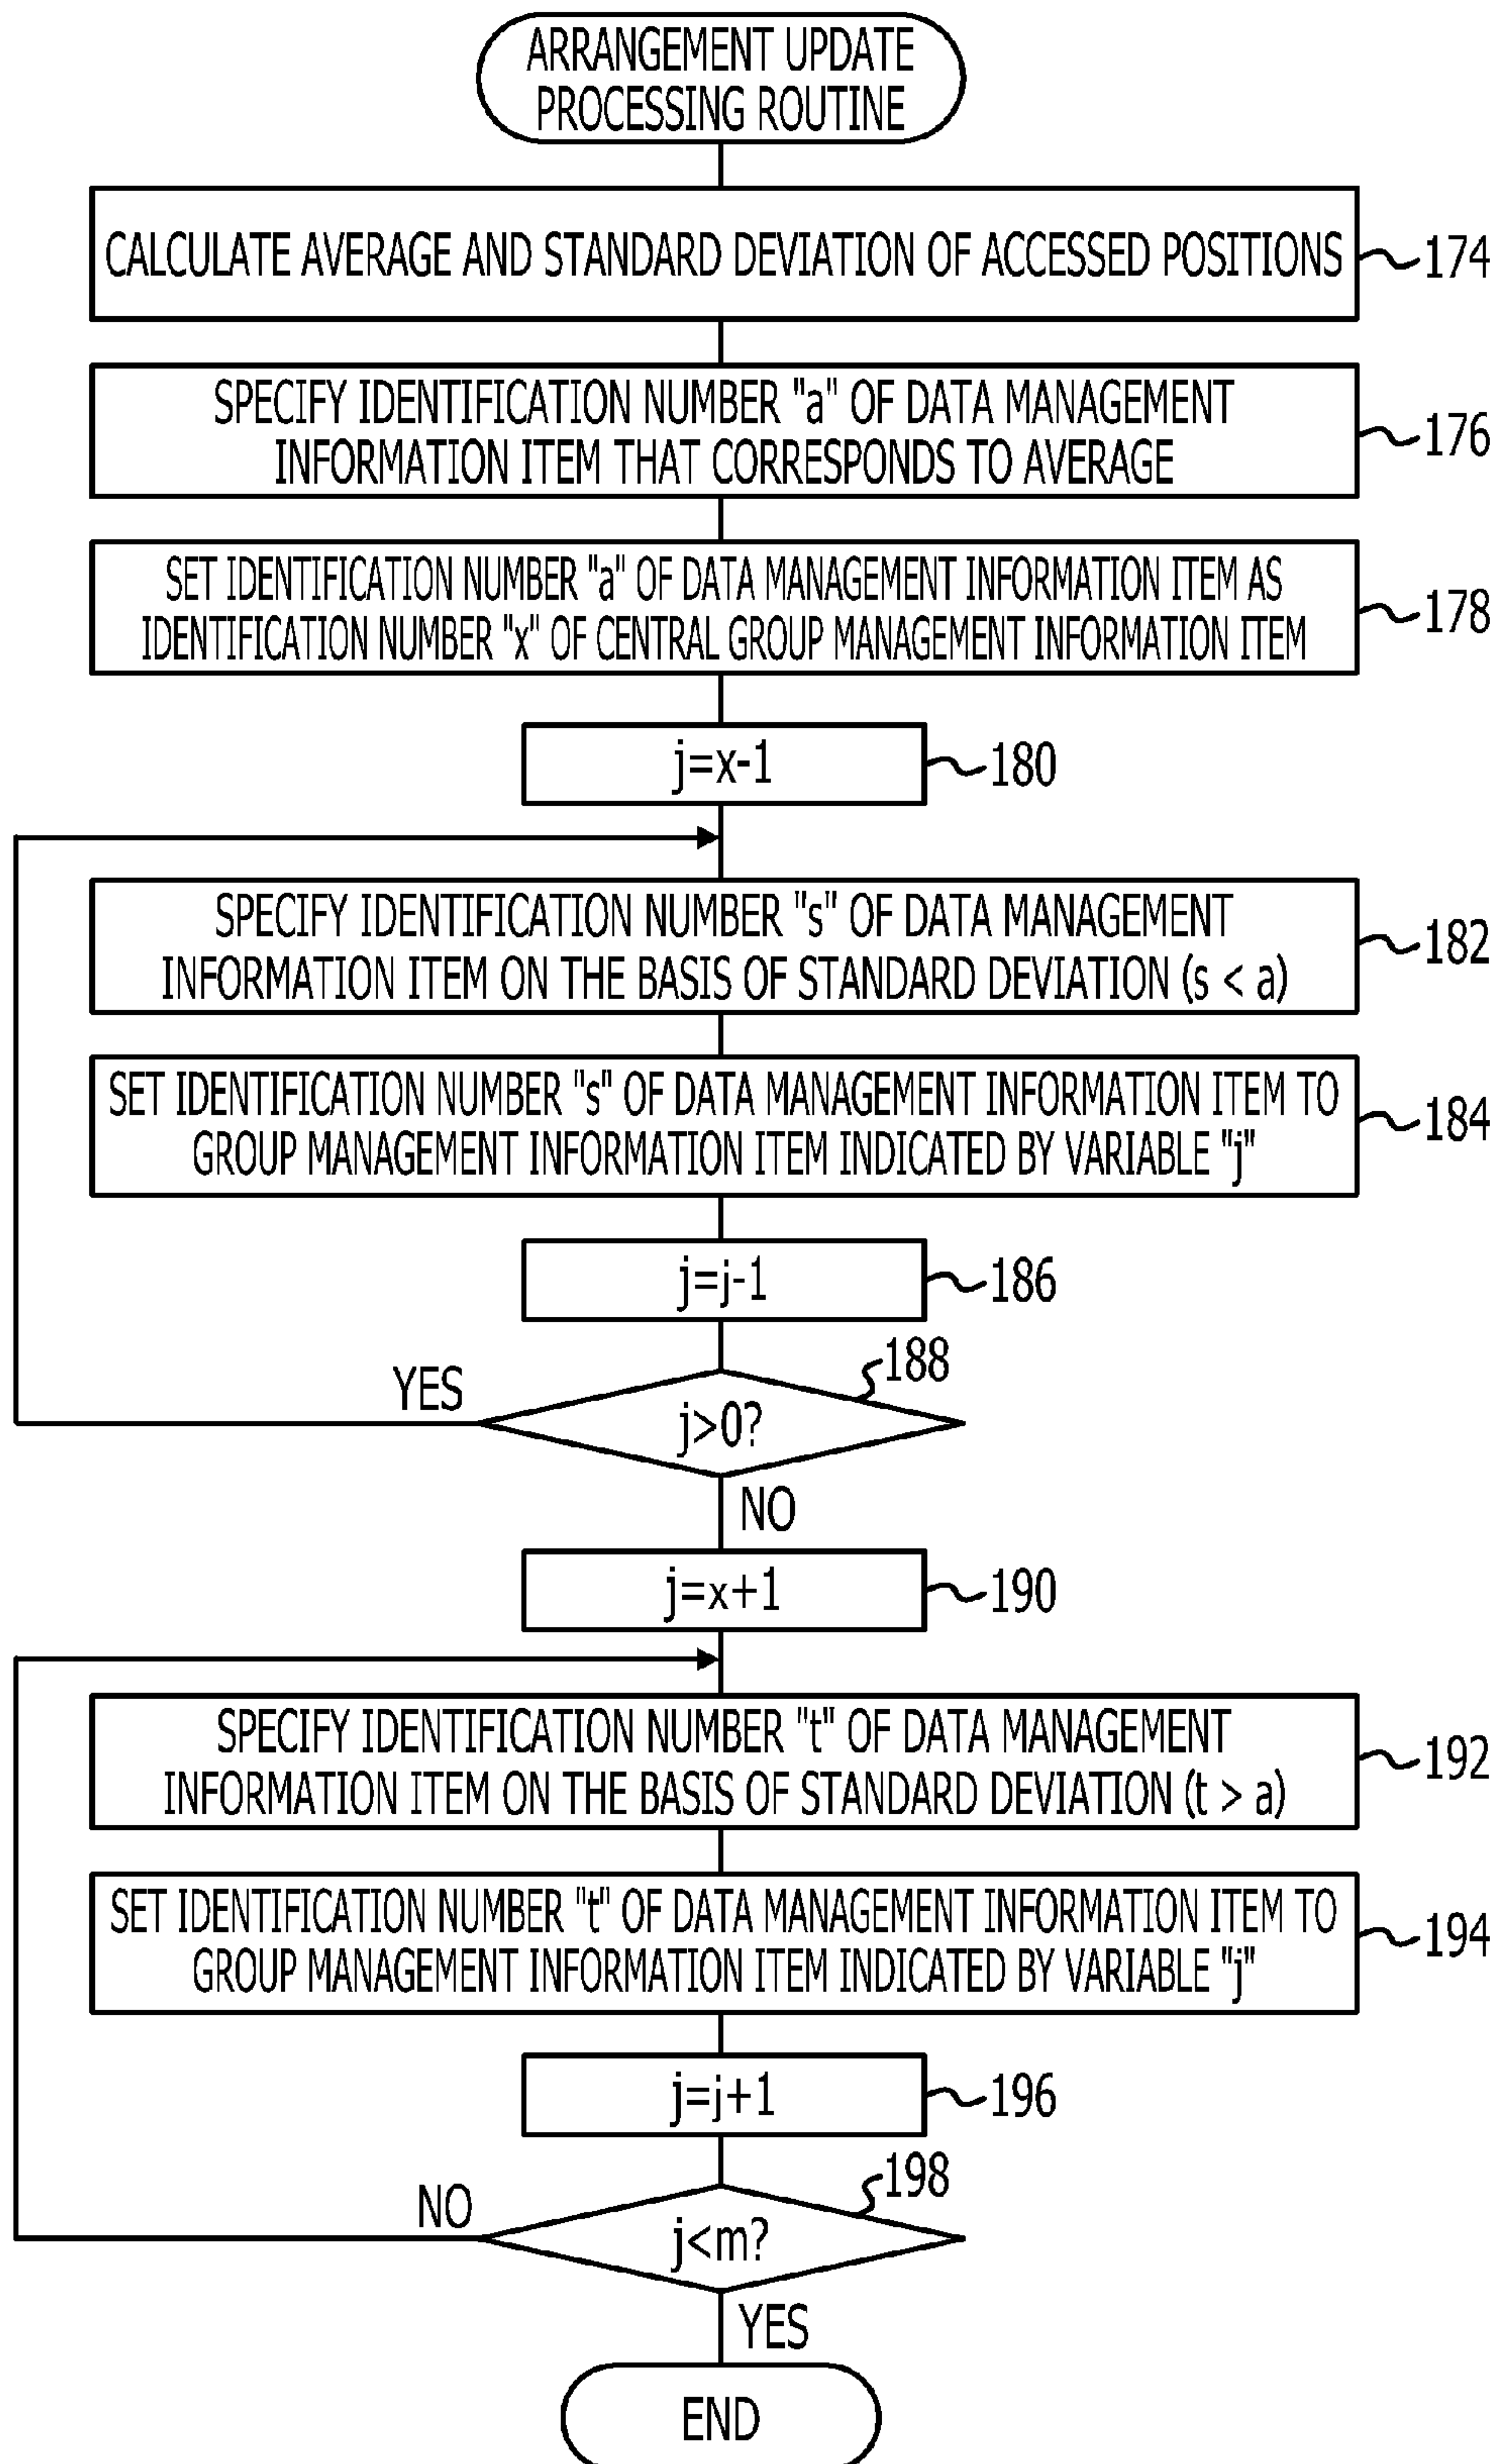 ARRANGEMENT UPDATE
PROCESSING ROUTINE
CALCULATE AVERAGE AND STANDARD DEVIATION OF ACCESSED POSITIONS
174
SPECIFY IDENTIFICATION NUMBER "a" OF DATA MANAGEMENT
INFORMATION ITEM THAT CORRESPONDS TO AVERAGE
176
SET IDENTIFICATION NUMBER "a" OF DATA MANAGEMENT INFORMATION ITEM AS
IDENTIFICATION NUMBER "x" OF CENTRAL GROUP MANAGEMENT INFORMATION ITEM
178
j=x-1
180
SPECIFY IDENTIFICATION NUMBER "s" OF DATA MANAGEMENT
INFORMATION ITEM ON THE BASIS OF STANDARD DEVIATION (s < a)
182
SET IDENTIFICATION NUMBER "s" OF DATA MANAGEMENT INFORMATION ITEM TO
GROUP MANAGEMENT INFORMATION ITEM INDICATED BY VARIABLE "j"
184
j=j-1
186
188
YES
j>0?
NO
j=x+1
190
SPECIFY IDENTIFICATION NUMBER "t" OF DATA MANAGEMENT
INFORMATION ITEM ON THE BASIS OF STANDARD DEVIATION (t > a)
192
SET IDENTIFICATION NUMBER "t" OF DATA MANAGEMENT INFORMATION ITEM TO
GROUP MANAGEMENT INFORMATION ITEM INDICATED BY VARIABLE "j"
194
j=j+1
196
198
NO
j<m?
YES
END